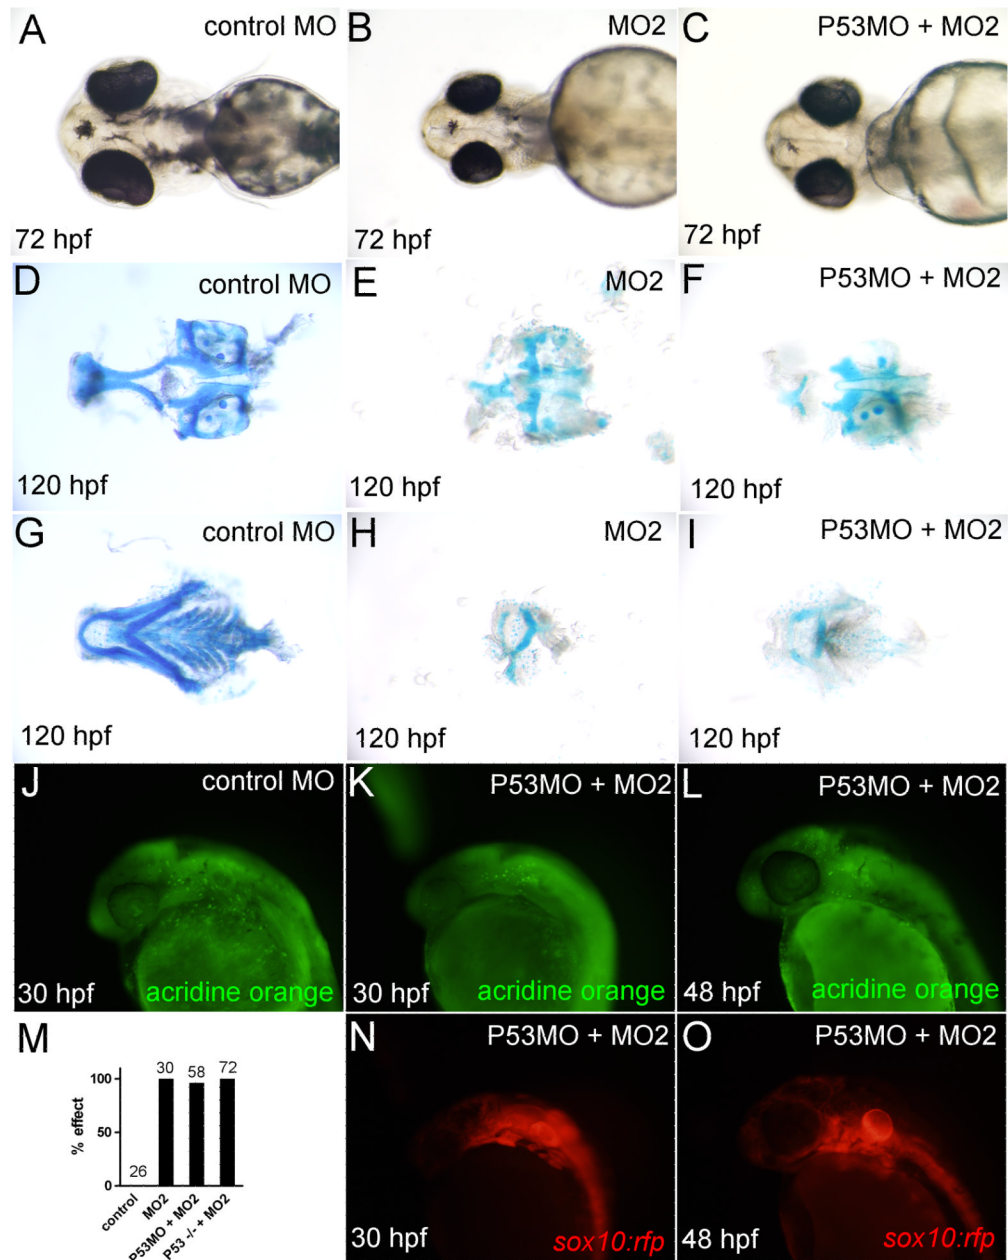 A control MO
72 hpf
B MO2
72 hpf
C P53MO + MO2
72 hpf
D control MO
120 hpf
E MO2
120 hpf
F P53MO + MO2
120 hpf
G control MO
120 hpf
H MO2
120 hpf
I P53MO + MO2
120 hpf
J control MO
30 hpf acridine orange
K P53MO + MO2
30 hpf acridine orange
L P53MO + MO2
48 hpf acridine orange
M
% effect
100
50
0
26
30
58
72
control
MO2
P53MO + MO2
P53 -/- + MO2
N P53MO + MO2
30 hpf sox10:rfp
O P53MO + MO2
48 hpf sox10:rfp